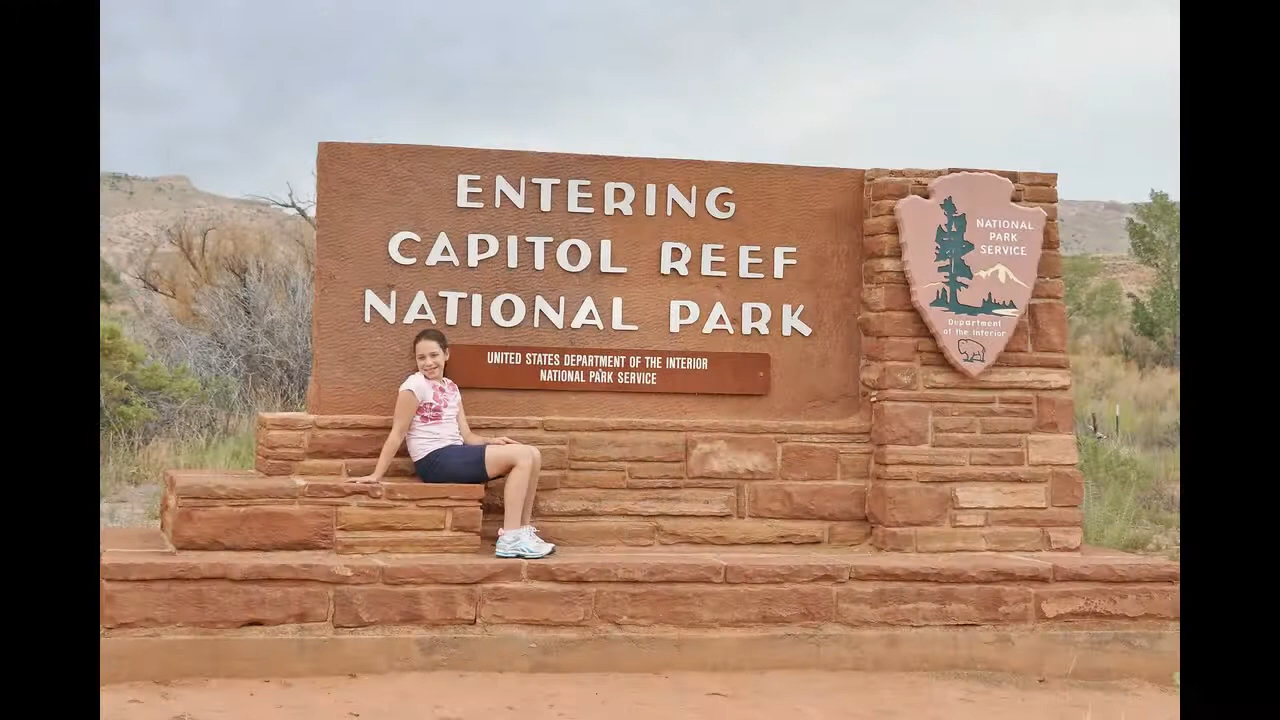 ENTERING
CAPITOL REEF
NATIONAL PARK
UNITED STATES DEPARTMENT OF THE INTERIOR
NATIONAL PARK SERVICE
NATIONAL
PARK
SERVICE
Department
of the Interior